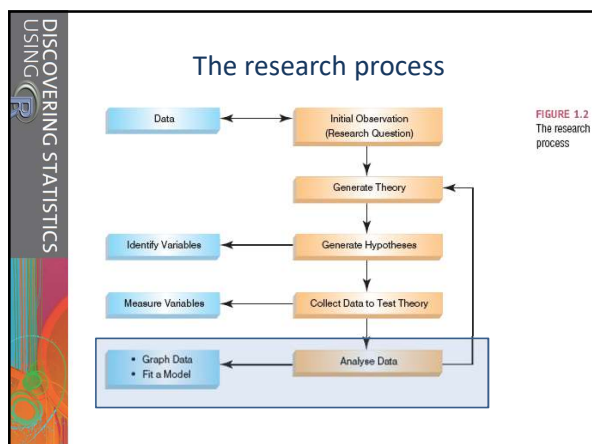 DISCOVERING STATISTICS
USING R
The research process
Data
Initial Observation
(Research Question)
FIGURE 1.2
The research
process
Generate Theory
Identify Variables
Generate Hypotheses
Measure Variables
Collect Data to Test Theory
• Graph Data
• Fit a Model
Analyse Data